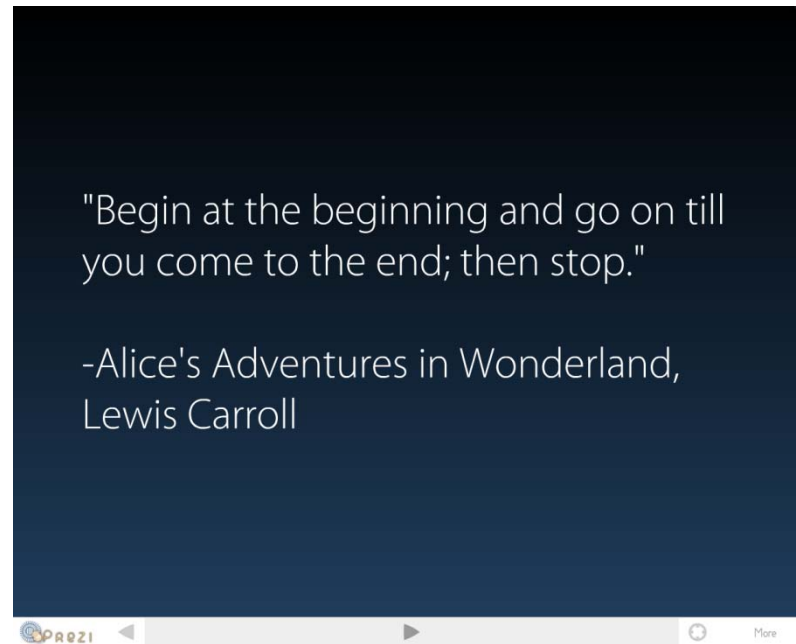 "Begin at the beginning and go on till
you come to the end; then stop."
-Alice's Adventures in Wonderland,
Lewis Carroll
PREZI
More